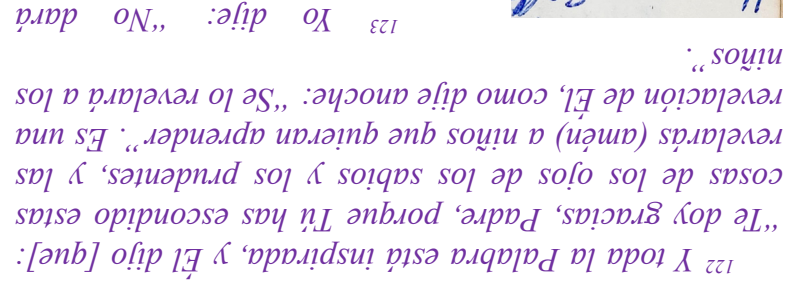 122 Y toda la Palabra está inspirada, y Él dijo [que]:
“Te doy gracias, Padre, porque Tú has escondido estas
cosas de los ojos de los sabios y los prudentes, y las
revelarás (amén) a niños que quieran aprender”. Es una
revelación de Él, como dije anoche: “Se lo revelará a los
niños”.
123 Yo dije: “No dará